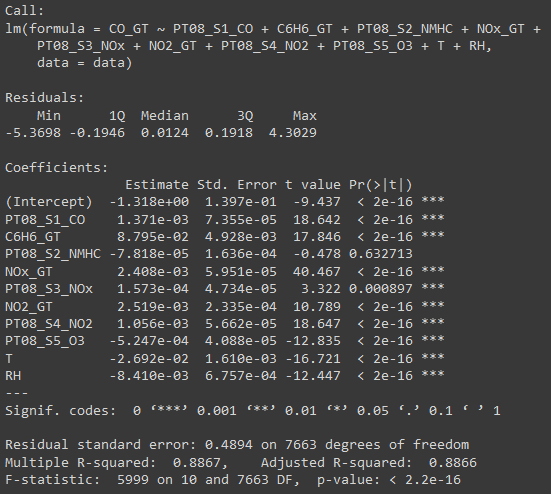 Call:
lm(formula = CO_GT ~ PT08_S1_CO + C6H6_GT + PT08_S2_NMHC + NOx_GT +
    PT08_S3_NOx + NO2_GT + PT08_S4_NO2 + PT08_S5_O3 + T + RH,
    data = data)

Residuals:
    Min      1Q  Median      3Q     Max
-5.3698 -0.1946  0.0124  0.1918  4.3029

Coefficients:
               Estimate Std. Error t value Pr(>|t|)
(Intercept)  -1.318e+00  1.397e-01  -9.437  < 2e-16 ***
PT08_S1_CO    1.371e-03  7.355e-05  18.642  < 2e-16 ***
C6H6_GT       8.795e-02  4.928e-03  17.846  < 2e-16 ***
PT08_S2_NMHC -7.818e-05  1.636e-04  -0.478 0.632713
NOx_GT        2.408e-03  5.951e-05  40.467  < 2e-16 ***
PT08_S3_NOx   1.573e-04  4.734e-05   3.322 0.000897 ***
NO2_GT        2.519e-03  2.335e-04  10.789  < 2e-16 ***
PT08_S4_NO2   1.056e-03  5.662e-05  18.647  < 2e-16 ***
PT08_S5_O3   -5.247e-04  4.088e-05 -12.835  < 2e-16 ***
T            -2.692e-02  1.610e-03 -16.721  < 2e-16 ***
RH           -8.410e-03  6.757e-04 -12.447  < 2e-16 ***
---
Signif. codes:  0 ‘***’ 0.001 ‘**’ 0.01 ‘*’ 0.05 ‘.’ 0.1 ‘ ’ 1

Residual standard error: 0.4894 on 7663 degrees of freedom
Multiple R-squared:  0.8867,    Adjusted R-squared:  0.8866
F-statistic:  5999 on 10 and 7663 DF,  p-value: < 2.2e-16